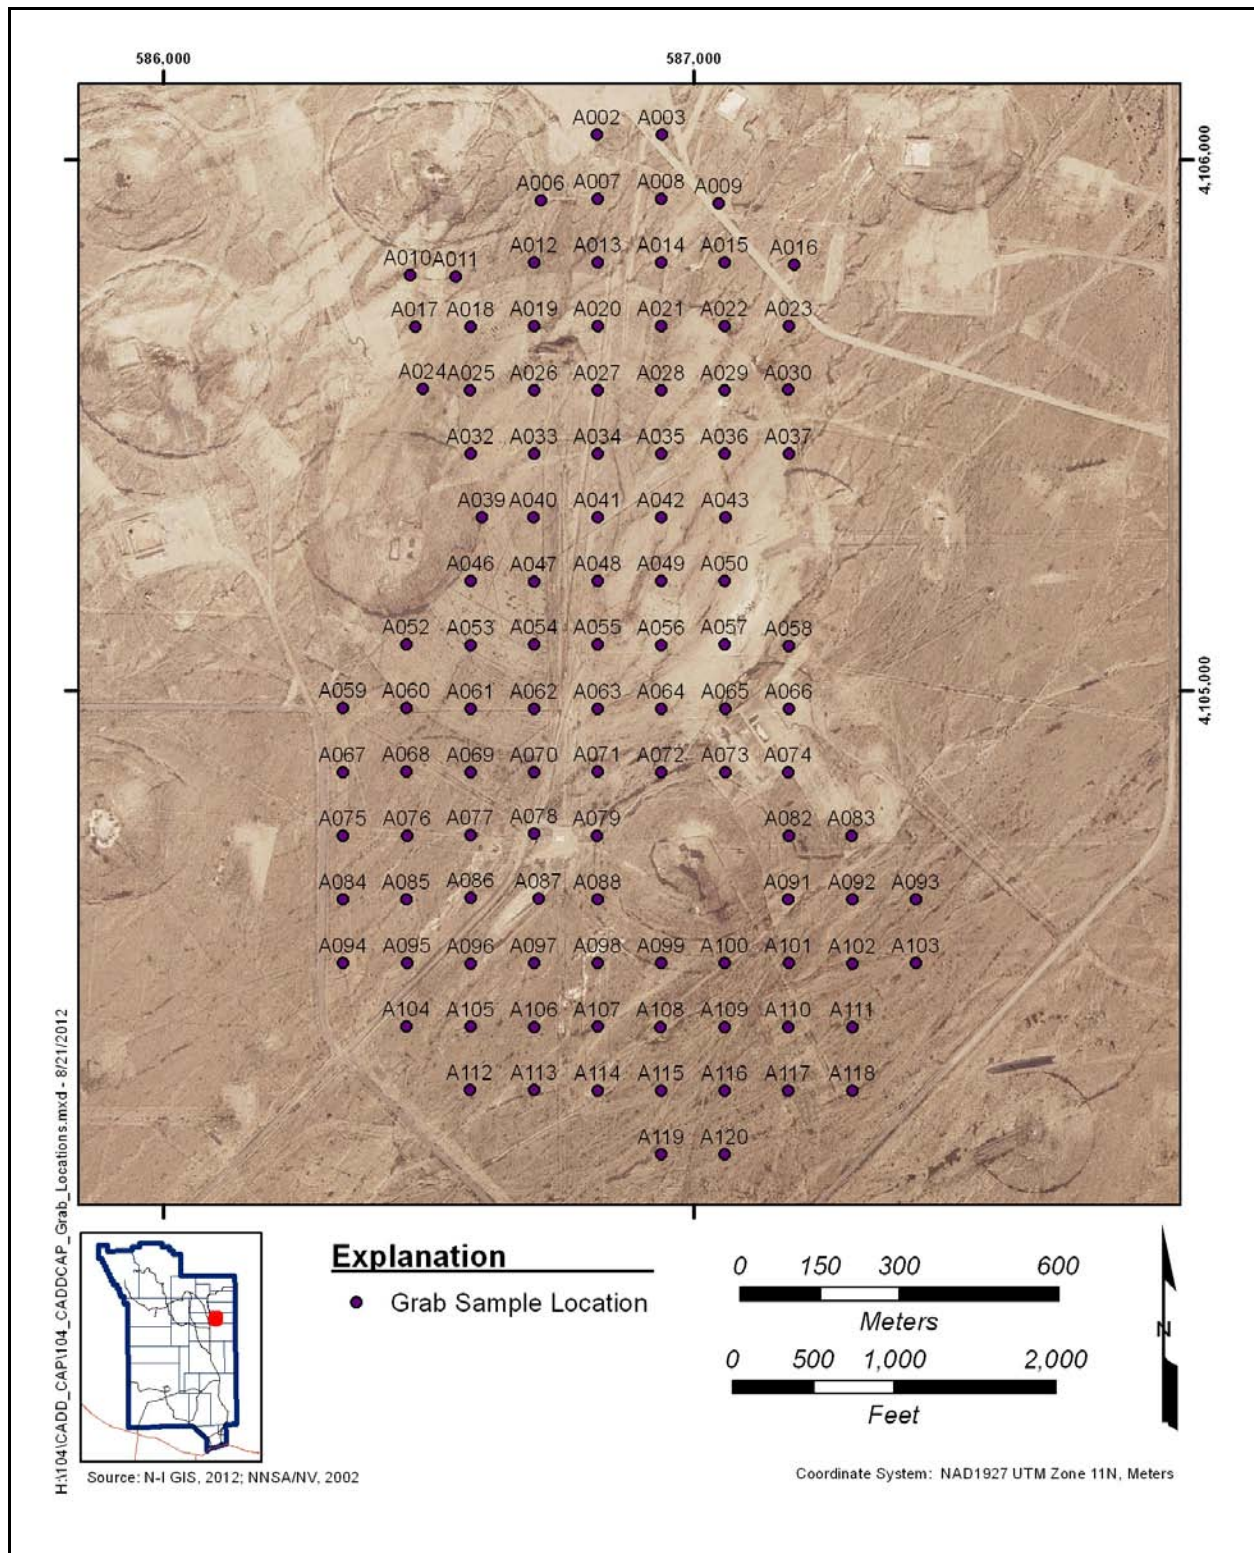 586,000 587,000
A002 A003
4,106,000
A006 A007 A008 A009
A010 A011 A012 A013 A014 A015 A016
A017 A018 A019 A020 A021 A022 A023
A024 A025 A026 A027 A028 A029 A030
A032 A033 A034 A035 A036 A037
A039 A040 A041 A042 A043
A046 A047 A048 A049 A050
A052 A053 A054 A055 A056 A057 A058
A059 A060 A061 A062 A063 A064 A065 A066
4,105,000
A067 A068 A069 A070 A071 A072 A073 A074
A075 A076 A077 A078 A079 A082 A083
A084 A085 A086 A087 A088 A091 A092 A093
A094 A095 A096 A097 A098 A099 A100 A101 A102 A103
A104 A105 A106 A107 A108 A109 A110 A111
A112 A113 A114 A115 A116 A117 A118
A119 A120
H:\104\CADD_CAP\104_CADDCAP_Grab_Locations.mxd - 8/21/2012
Explanation
Grab Sample Location
0 150 300 600
Meters
0 500 1,000 2,000
Feet
N
Source: N-I GIS, 2012; NNSA/NV, 2002
Coordinate System: NAD1927 UTM Zone 11N, Meters